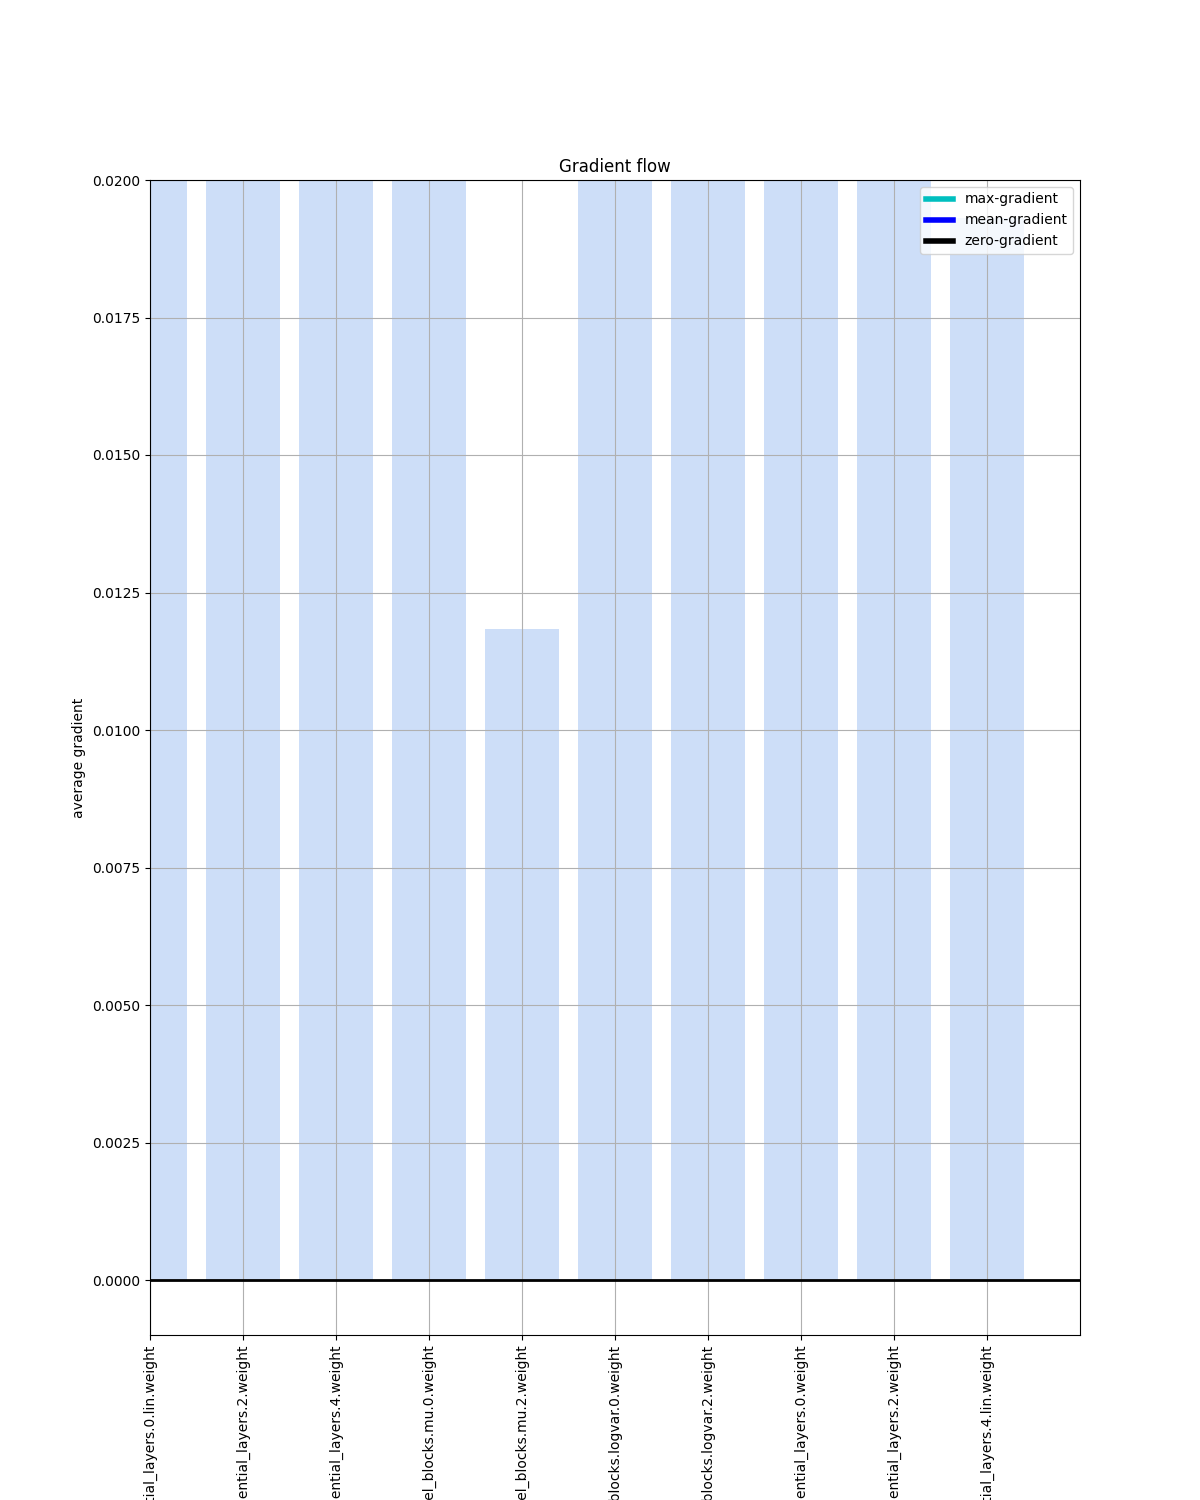 Gradient flow
max-gradient
mean-gradient
zero-gradient
0.0200
0.0175
0.0150
0.0125
0.0100
0.0075
0.0050
0.0025
0.0000
average gradient
tial_layers.0.lin.weight
ential_layers.2.weight
ential_layers.4.weight
el_blocks.mu.0.weight
el_blocks.mu.2.weight
blocks.logvar.0.weight
blocks.logvar.2.weight
ential_layers.0.weight
ential_layers.2.weight
tial_layers.4.lin.weight